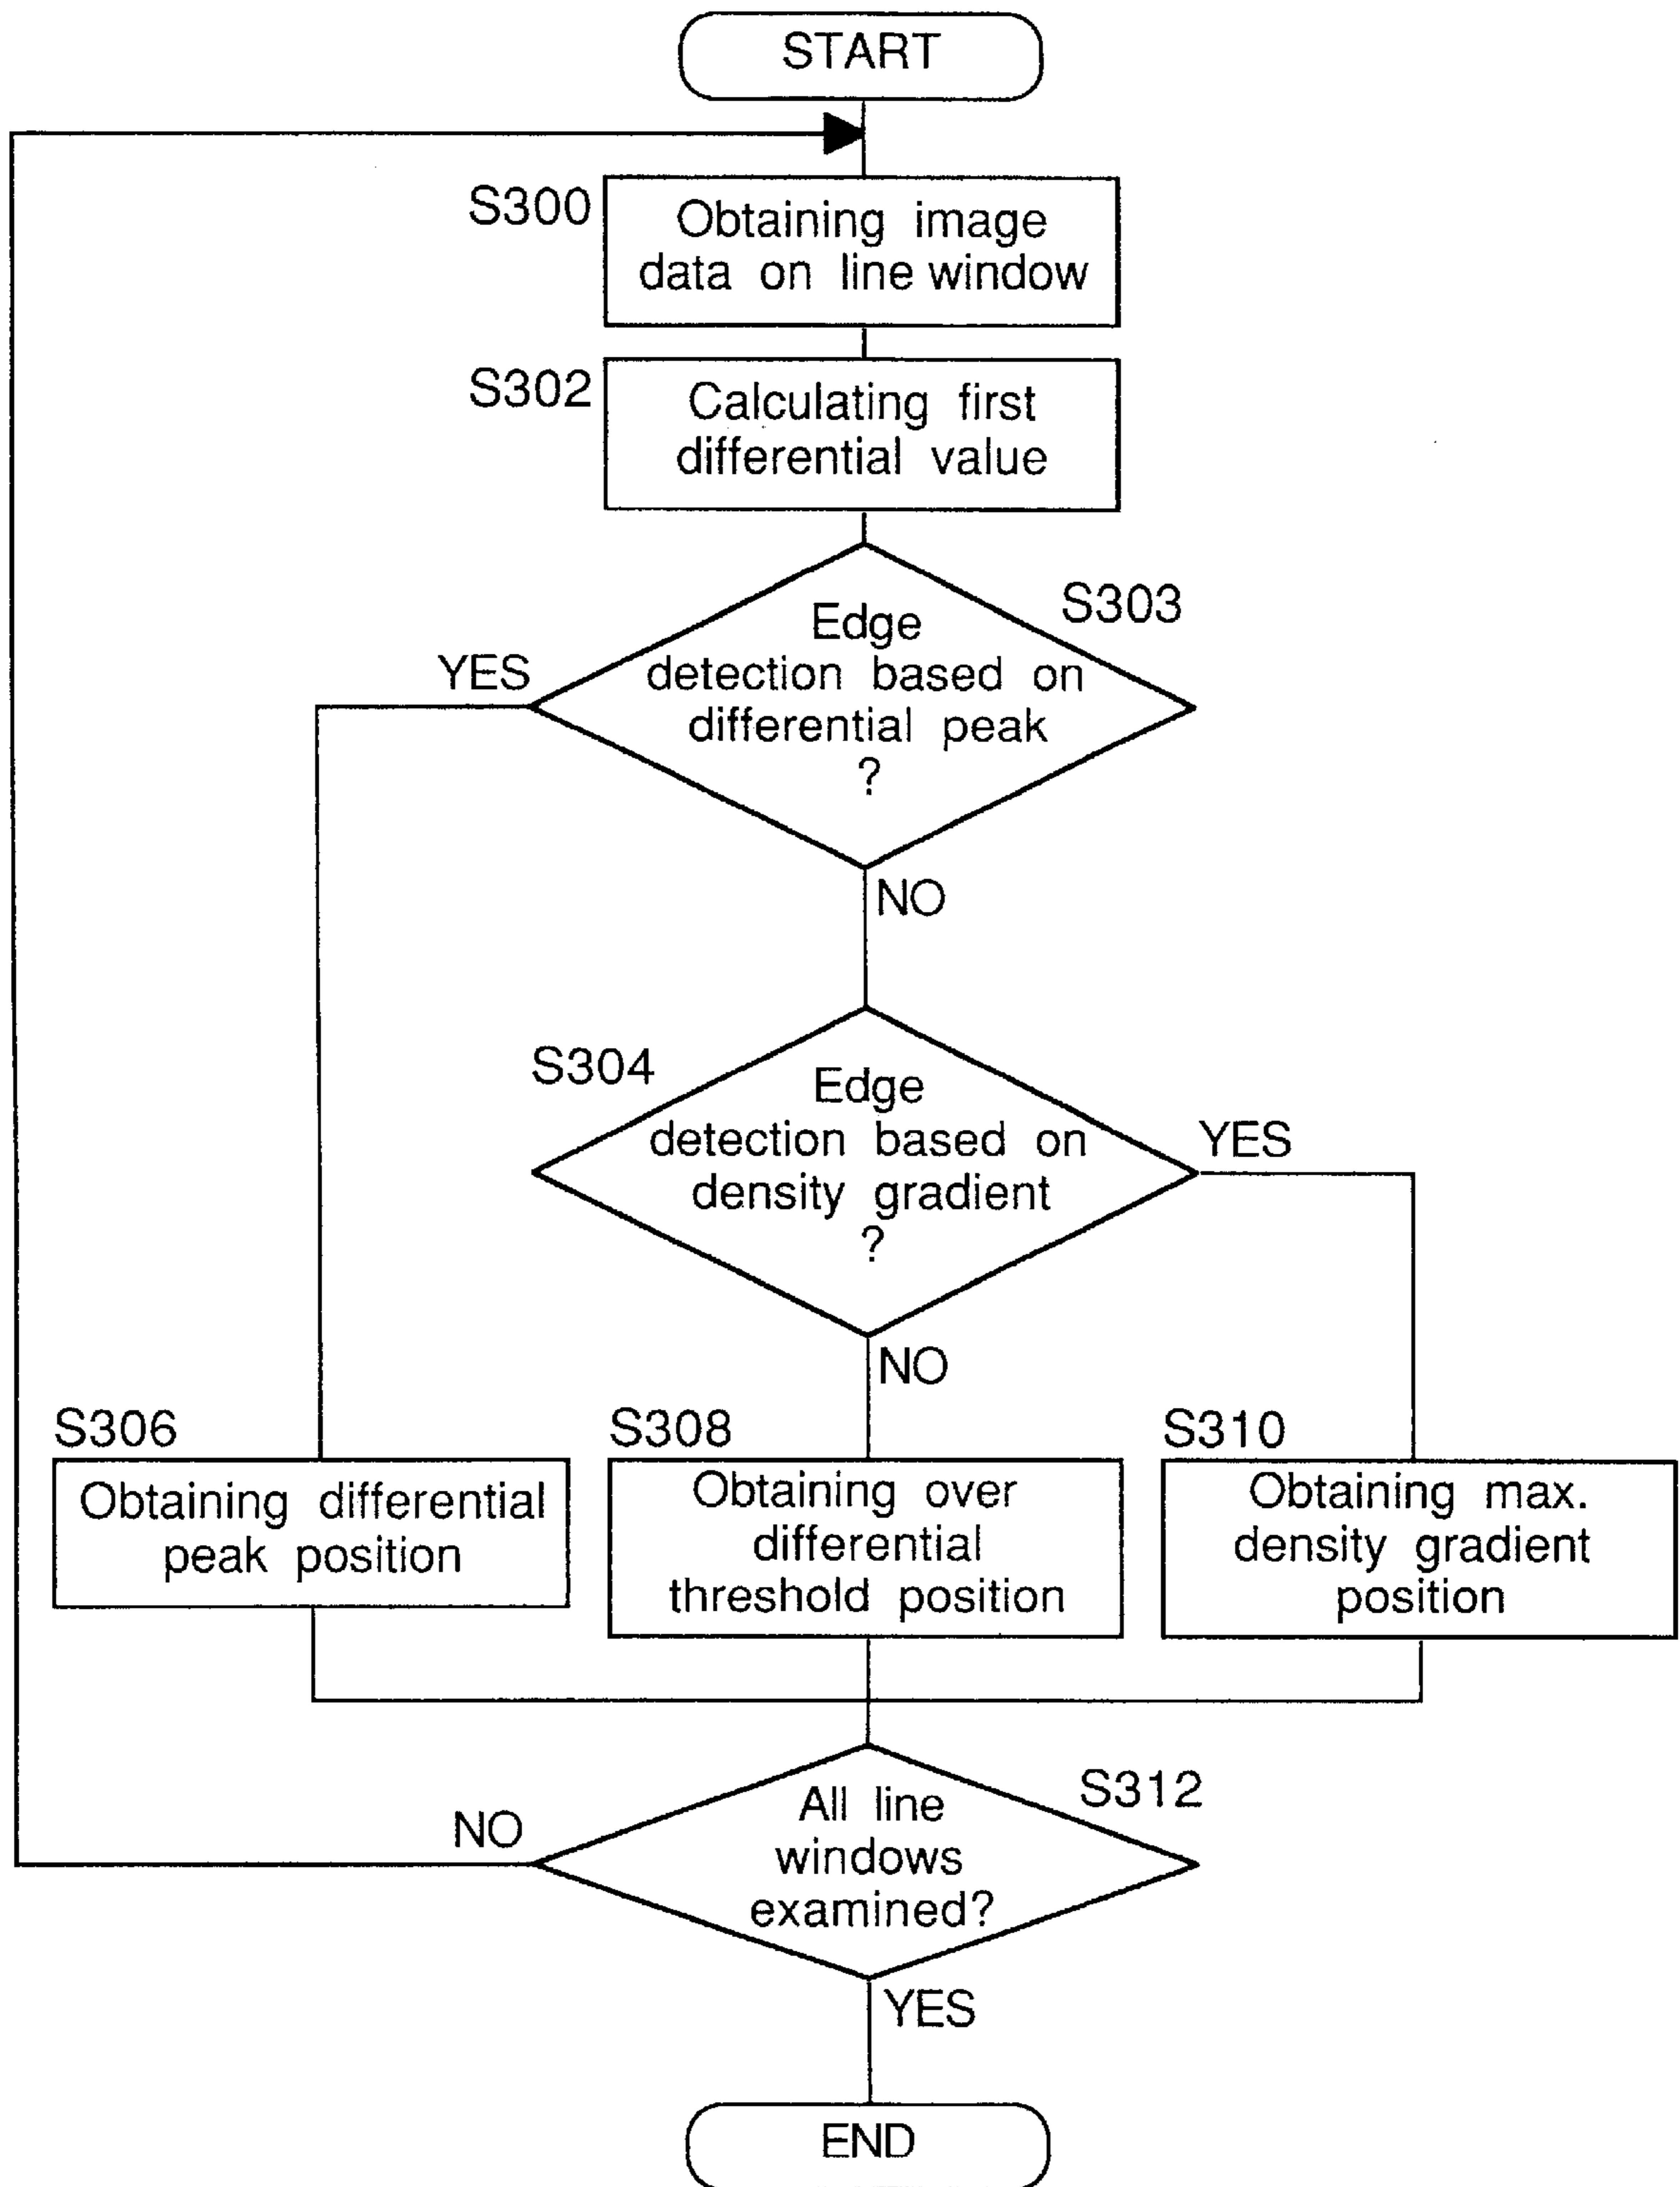 START
S300
Obtaining image
data on line window
S302
Calculating first
differential value
S303
Edge
detection based on
differential peak
?
YES
NO
S304
Edge
detection based on
density gradient
?
YES
NO
S306
Obtaining differential
peak position
S308
Obtaining over
differential
threshold position
S310
Obtaining max.
density gradient
position
S312
All line
windows
examined?
NO
YES
END